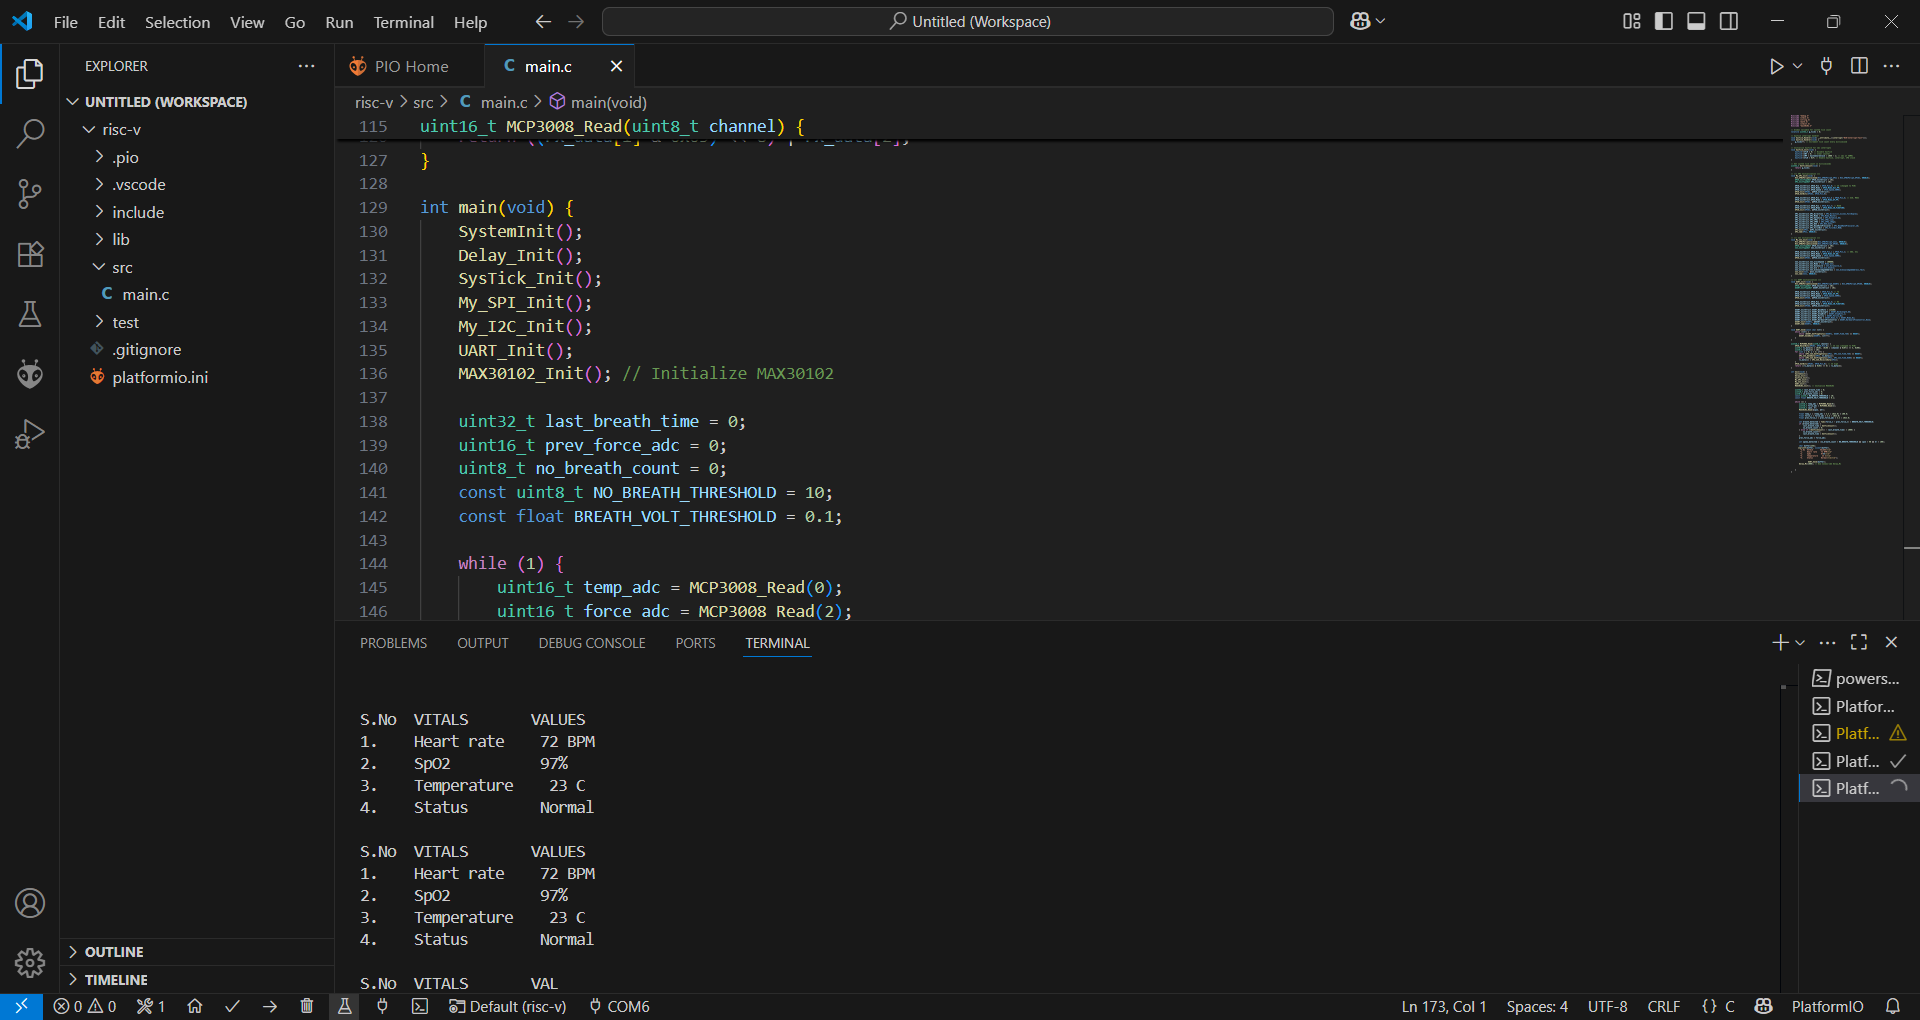 File Edit Selection View Go Run Terminal Help
Untitled (Workspace)
EXPLORER
UNTITLED (WORKSPACE)
risc-v
.pio
.vscode
include
lib
src
C main.c
test
.gitignore
platformio.ini
OUTLINE
TIMELINE
PIO Home
C main.c
risc-v > src > C main.c > main(void)
115 uint16_t MCP3008_Read(uint8_t channel) {
127 }
128
129 int main(void) {
130 SystemInit();
131 Delay_Init();
132 SysTick_Init();
133 My_SPI_Init();
134 My_I2C_Init();
135 UART_Init();
136 MAX30102_Init(); // Initialize MAX30102
137
138 uint32_t last_breath_time = 0;
139 uint16_t prev_force_adc = 0;
140 uint8_t no_breath_count = 0;
141 const uint8_t NO_BREATH_THRESHOLD = 10;
142 const float BREATH_VOLT_THRESHOLD = 0.1;
143
144 while (1) {
145 uint16_t temp_adc = MCP3008_Read(0);
146 uint16_t force_adc = MCP3008_Read(2);
PROBLEMS OUTPUT DEBUG CONSOLE PORTS TERMINAL
S.No VITALS VALUES
1. Heart rate 72 BPM
2. SpO2 97%
3. Temperature 23 C
4. Status Normal
S.No VITALS VALUES
1. Heart rate 72 BPM
2. SpO2 97%
3. Temperature 23 C
4. Status Normal
S.No VITALS VAL
powers...
Platfor...
Platf...
Platf...
Platf...
0 0 1 Default (risc-v) COM6
Ln 173, Col 1 Spaces: 4 UTF-8 CRLF {} C PlatformIO